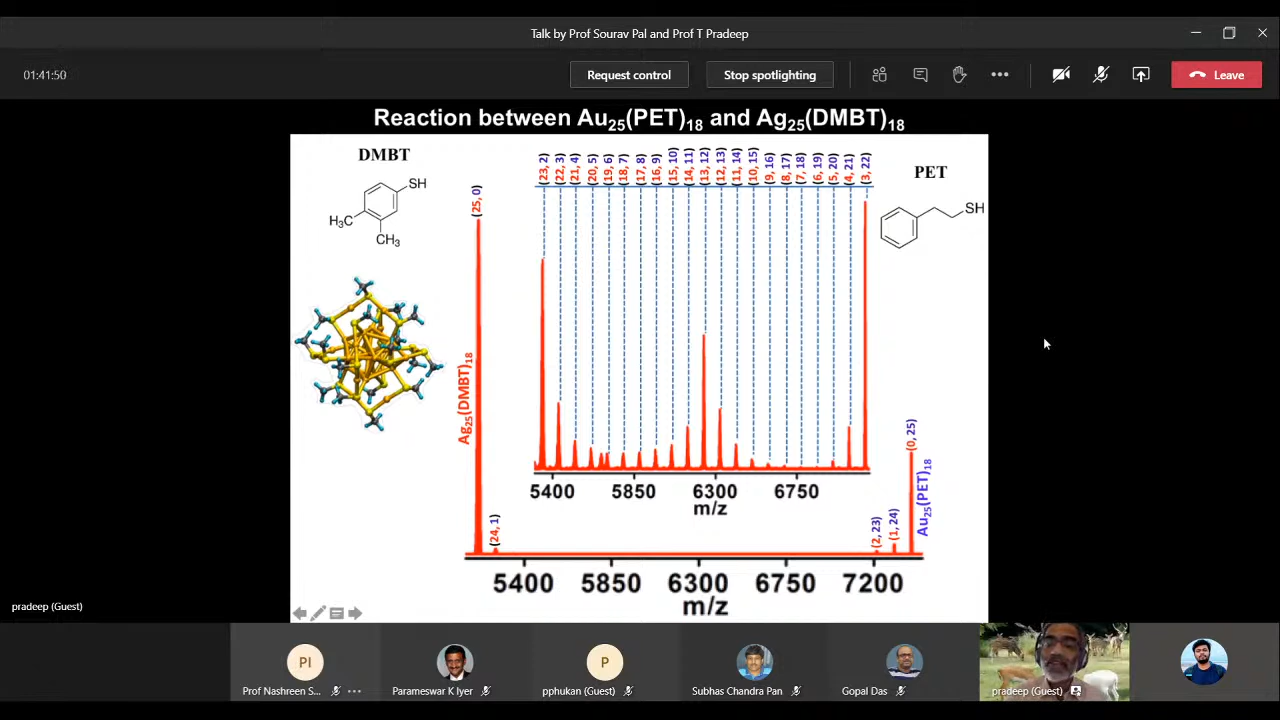 Talk by Prof Sourav Pal and Prof T Pradeep
01:41:50
Request control
Stop spotlighting
Leave
Reaction between Au25(PET)18 and Ag25(DMBT)18
DMBT
SH
H3C
CH3
PET
SH
(25, 0)
Ag25(DMBT)18
(24, 1)
(23, 2)
(22, 3)
(21, 4)
(20, 5)
(19, 6)
(18, 7)
(17, 8)
(16, 9)
(15, 10)
(14, 11)
(13, 12)
(12, 13)
(11, 14)
(10, 15)
(9, 16)
(8, 17)
(7, 18)
(6, 19)
(5, 20)
(4, 21)
(3, 22)
5400 5850 6300 6750
m/z
(2, 23)
(1, 24)
(0, 25)
Au25(PET)18
5400 5850 6300 6750 7200
m/z
pradeep (Guest)
PI
P
Prof Nashreen S...
Parameswar K Iyer
pphukan (Guest)
Subhas Chandra Pan
Gopal Das
pradeep (Guest)